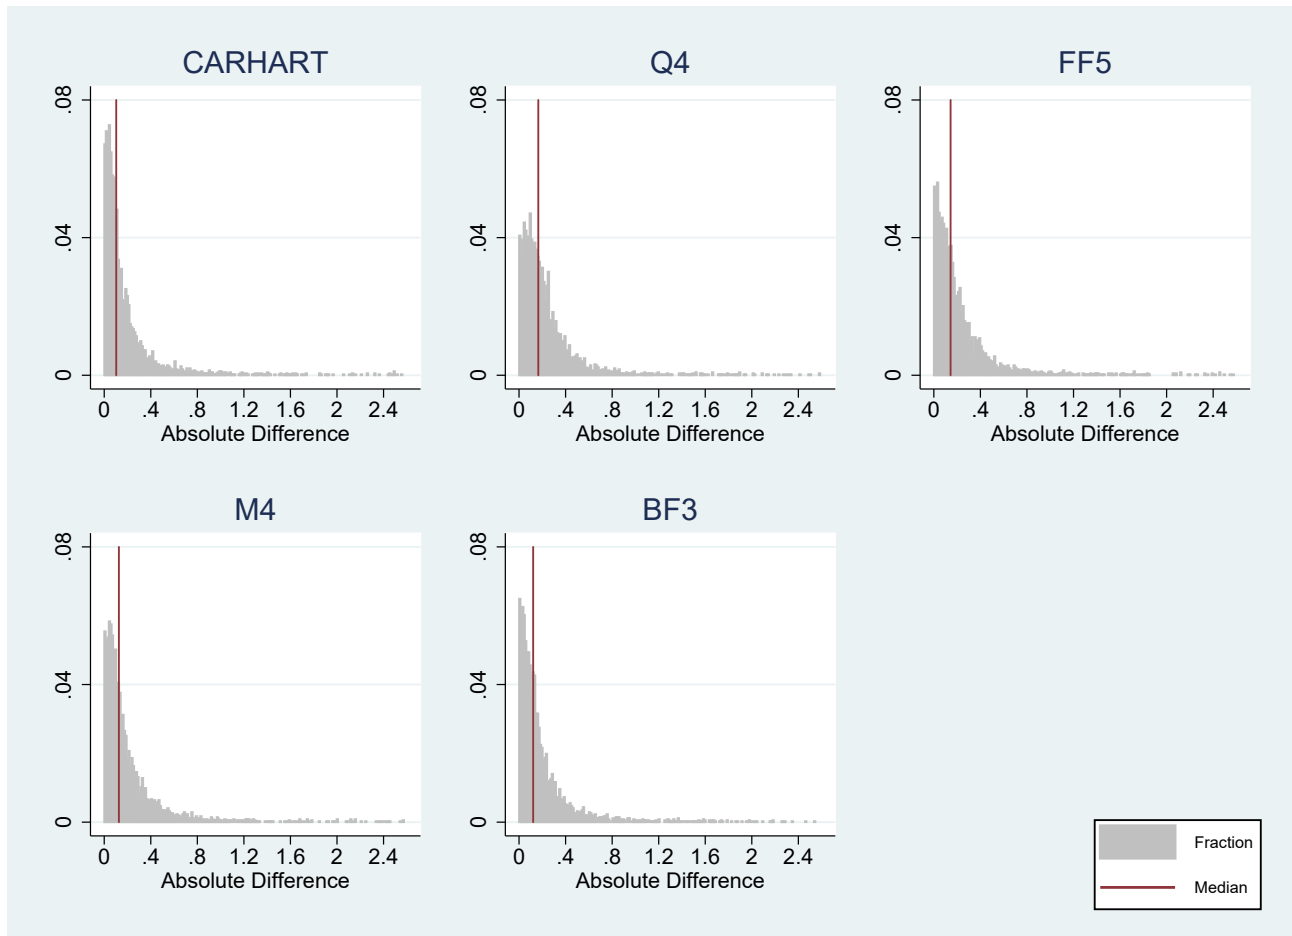 CARHART
Q4
FF5
.08
.04
0
0 .4 .8 1.2 1.6 2 2.4
Absolute Difference
.08
.04
0
0 .4 .8 1.2 1.6 2 2.4
Absolute Difference
.08
.04
0
0 .4 .8 1.2 1.6 2 2.4
Absolute Difference
M4
BF3
.08
.04
0
0 .4 .8 1.2 1.6 2 2.4
Absolute Difference
.08
.04
0
0 .4 .8 1.2 1.6 2 2.4
Absolute Difference
Fraction
Median